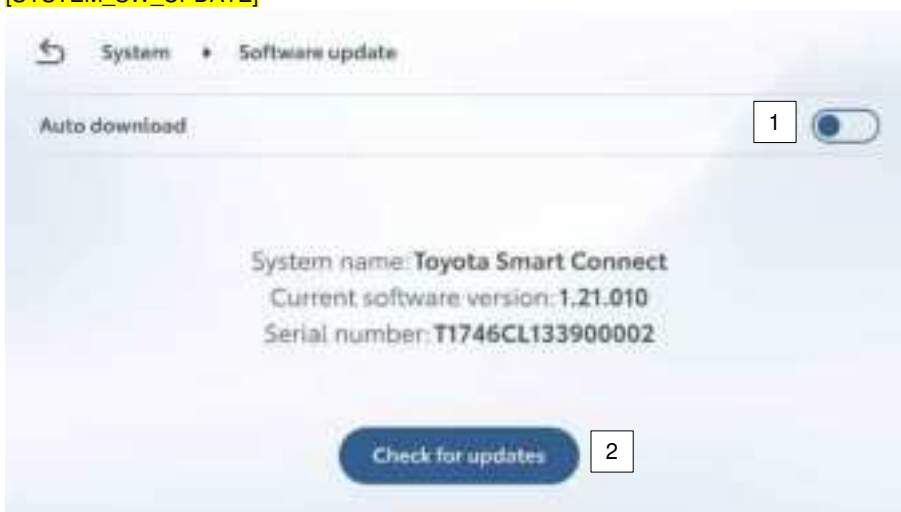 [SYSTEM_SW_UPDATE]
System Software update
Auto download 1
System name: Toyota Smart Connect
Current software version: 1.21.010
Serial number: T1746CL133900002
Check for updates 2